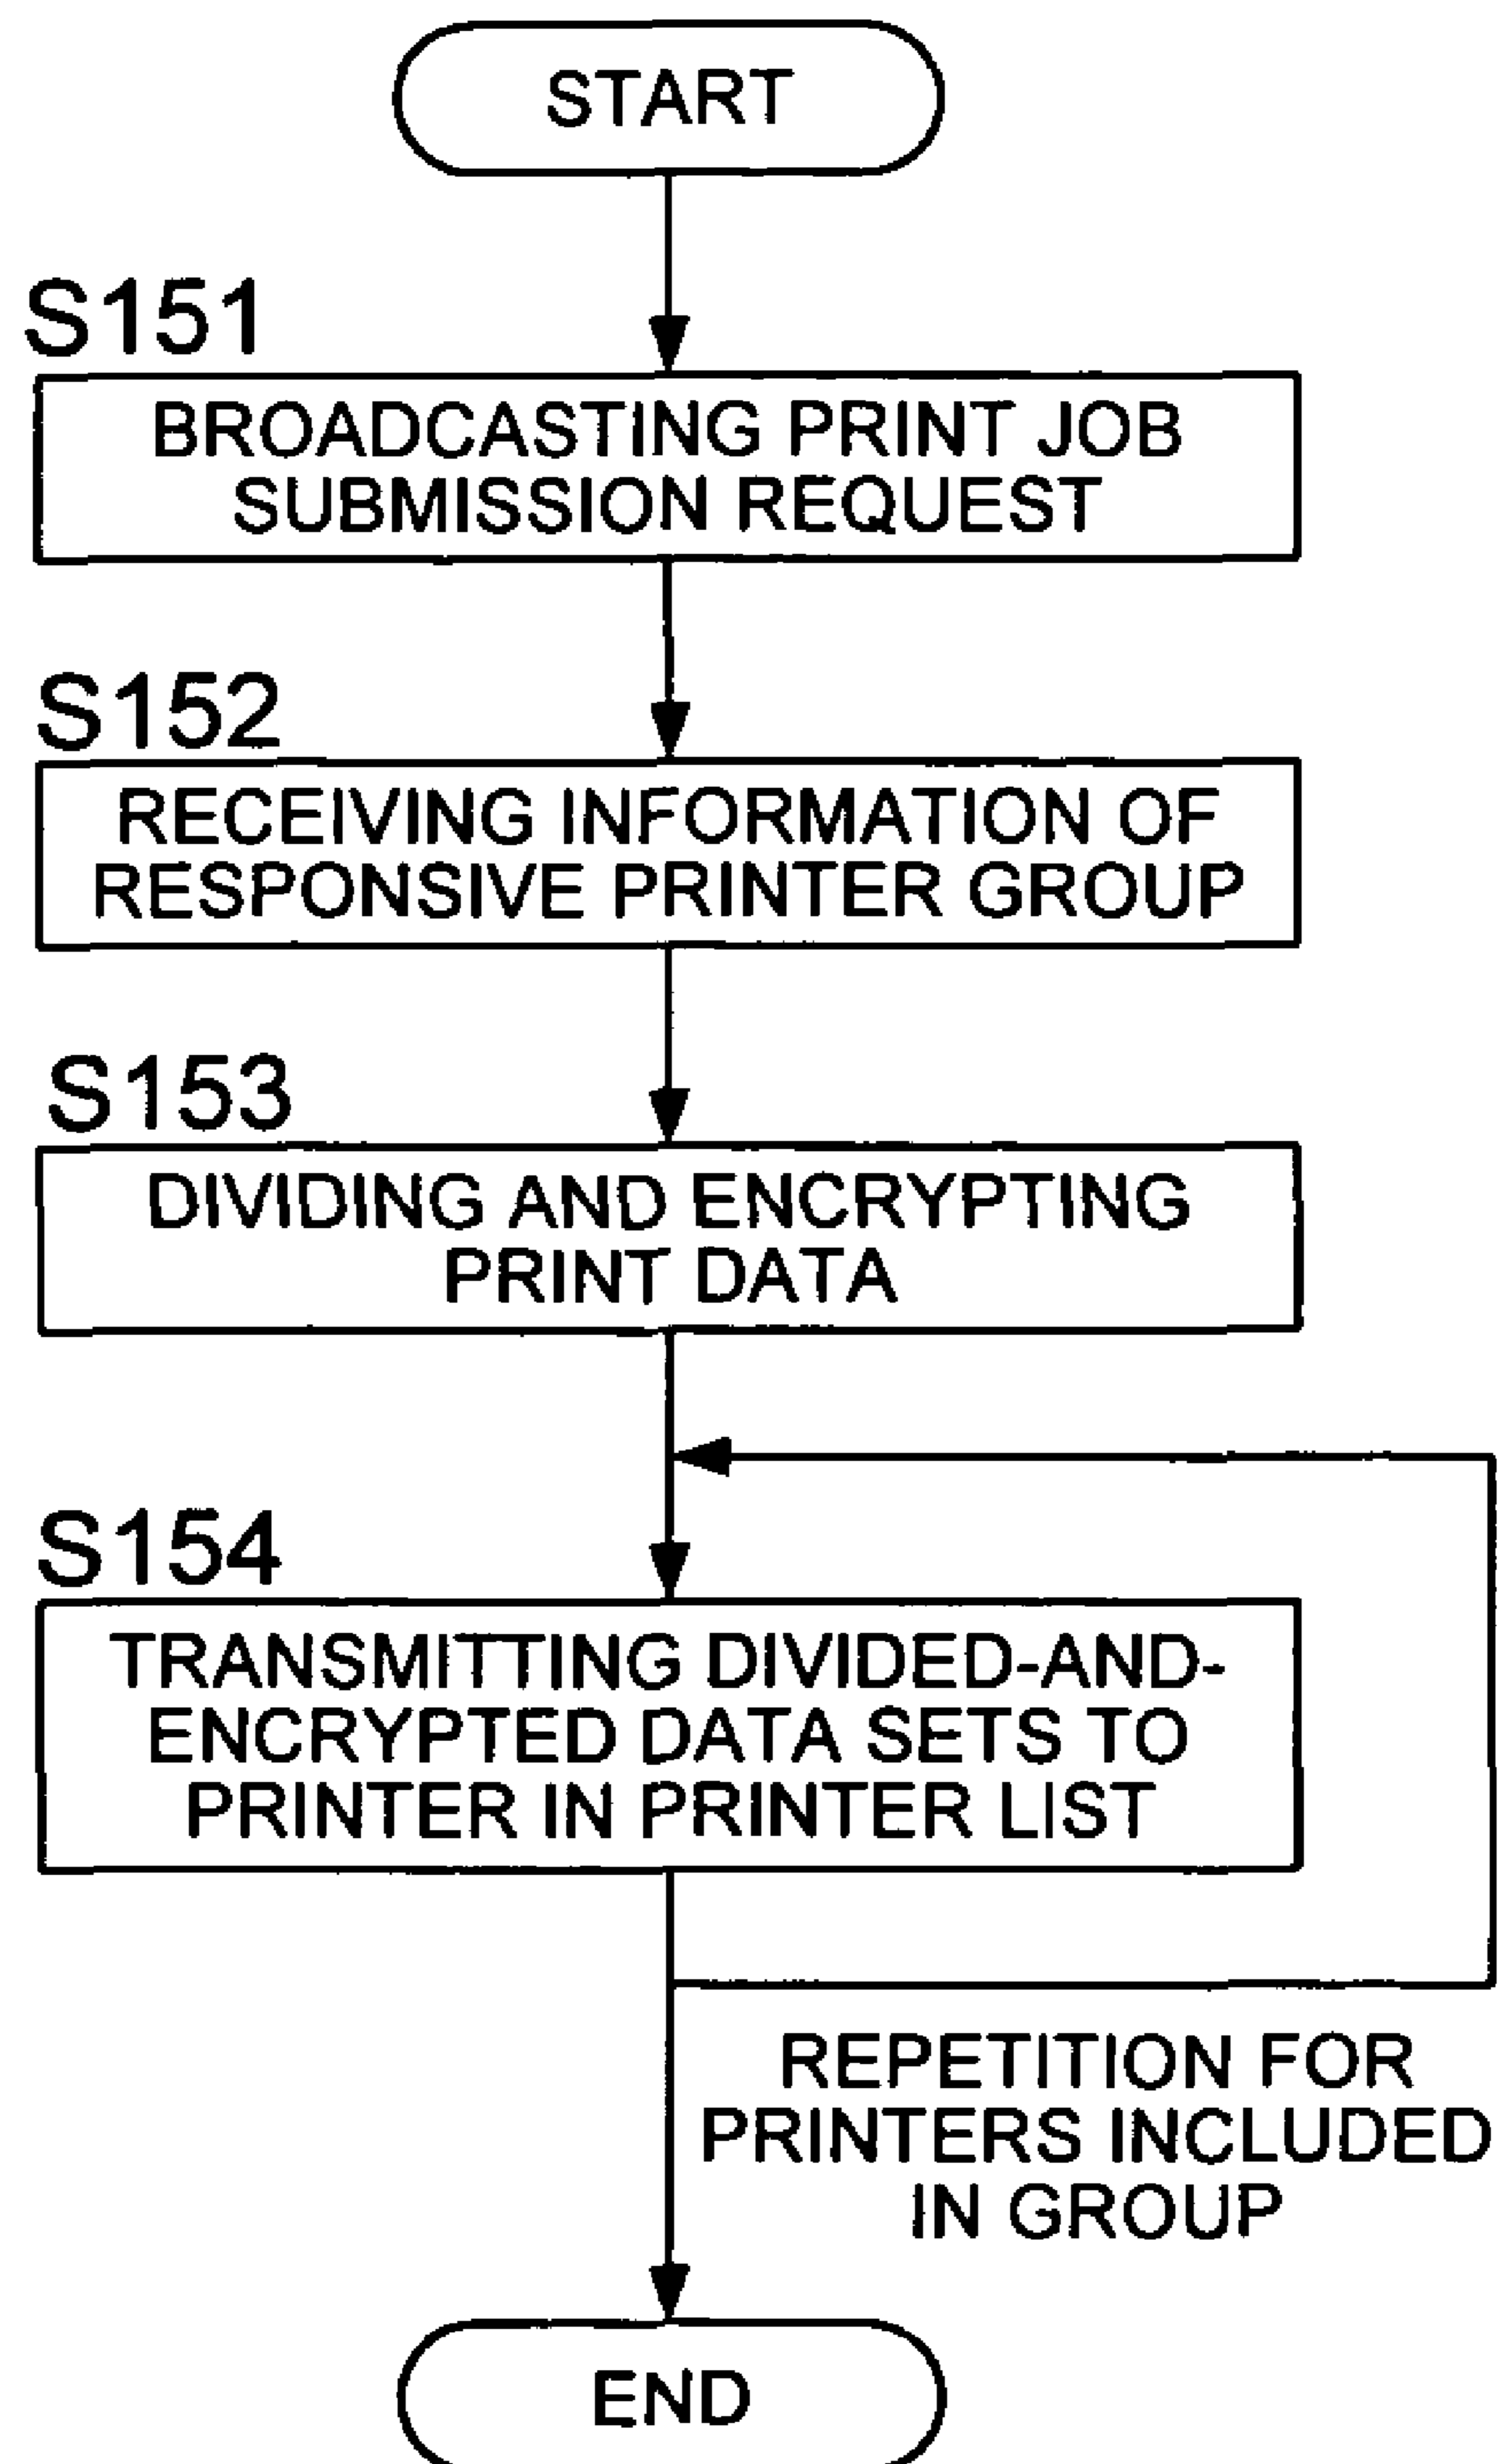 START
S151
BROADCASTING PRINT JOB
SUBMISSION REQUEST
S152
RECEIVING INFORMATION OF
RESPONSIVE PRINTER GROUP
S153
DIVIDING AND ENCRYPTING
PRINT DATA
S154
TRANSMITTING DIVIDED-AND-
ENCRYPTED DATA SETS TO
PRINTER IN PRINTER LIST
REPETITION FOR
PRINTERS INCLUDED
IN GROUP
END